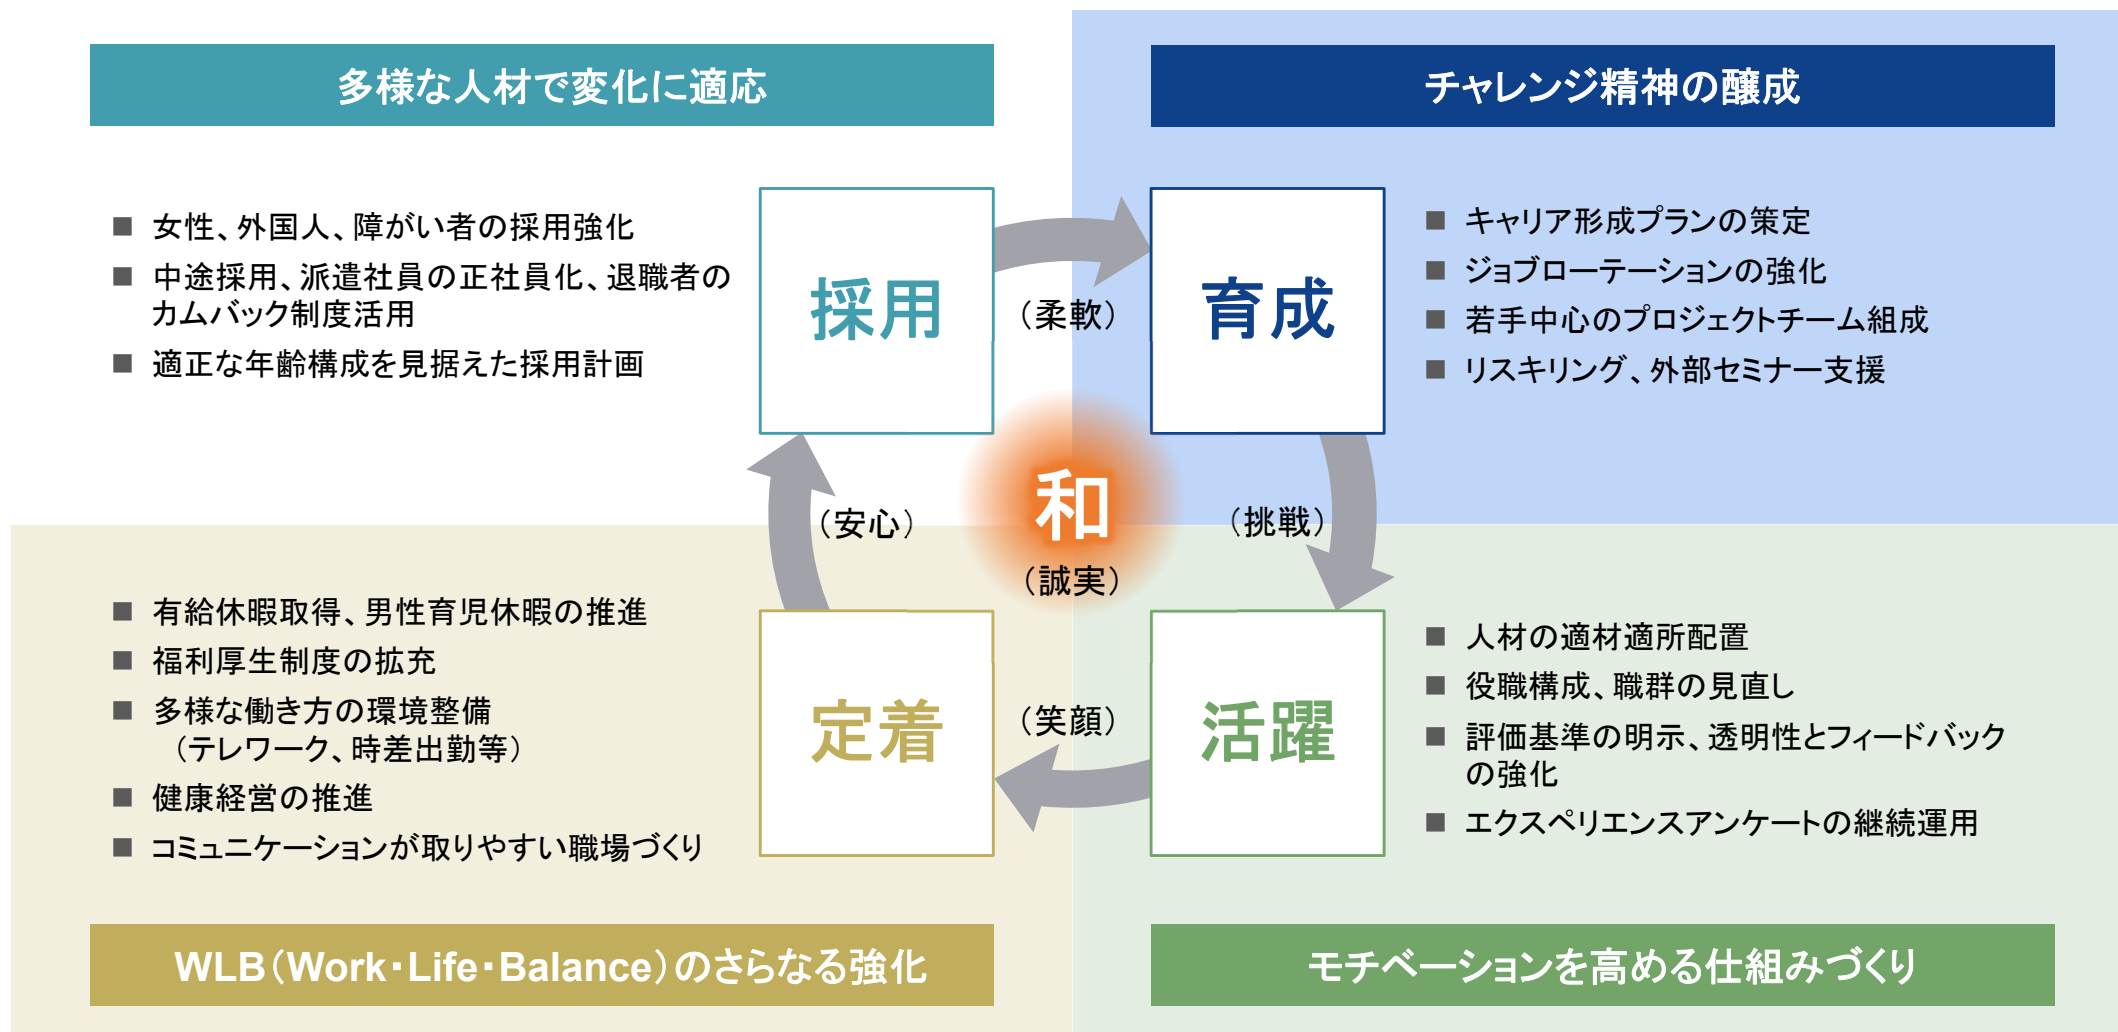 多様な人材で変化に適応
女性、外国人、障がい者の採用強化
中途採用、派遣社員の正社員化、退職者の
カムバック制度活用
適正な年齢構成を見据えた採用計画
採用
（柔軟）
チャレンジ精神の醸成
育成
キャリア形成プランの策定
ジョブローテーションの強化
若手中心のプロジェクトチーム組成
リスキリング、外部セミナー支援
（安心）
和
（誠実）
（挑戦）
有給休暇取得、男性育児休暇の推進
福利厚生制度の拡充
多様な働き方の環境整備
（テレワーク、時差出勤等）
健康経営の推進
コミュニケーションが取りやすい職場づくり
定着
（笑顔）
WLB（Work・Life・Balance）のさらなる強化
活躍
人材の適材適所配置
役職構成、職群の見直し
評価基準の明示、透明性とフィードバック
の強化
エクスペリエンスアンケートの継続運用
モチベーションを高める仕組みづくり